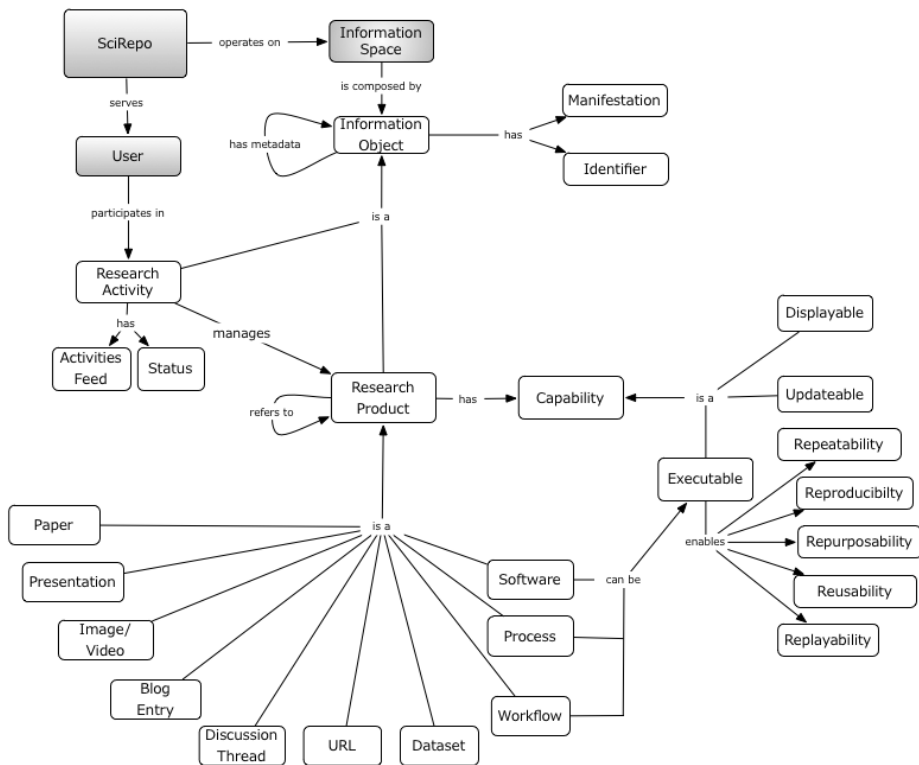 SciRepo
operates on
Information
Space
is composed by
serves
Manifestation
Information
Object
has metadata
has
User
Identifier
participates in
is a
Research
Activity
has
manages
Displayable
Activities
Feed
Status
Research
Product
refers to
has
Capability
is a
Updateable
Repeatability
Executable
Reproducibilty
Paper
is a
enables
Repurposability
Presentation
Software
can be
Reusability
Image/
Video
Process
Replayability
Blog
Entry
Workflow
Discussion
Thread
URL
Dataset